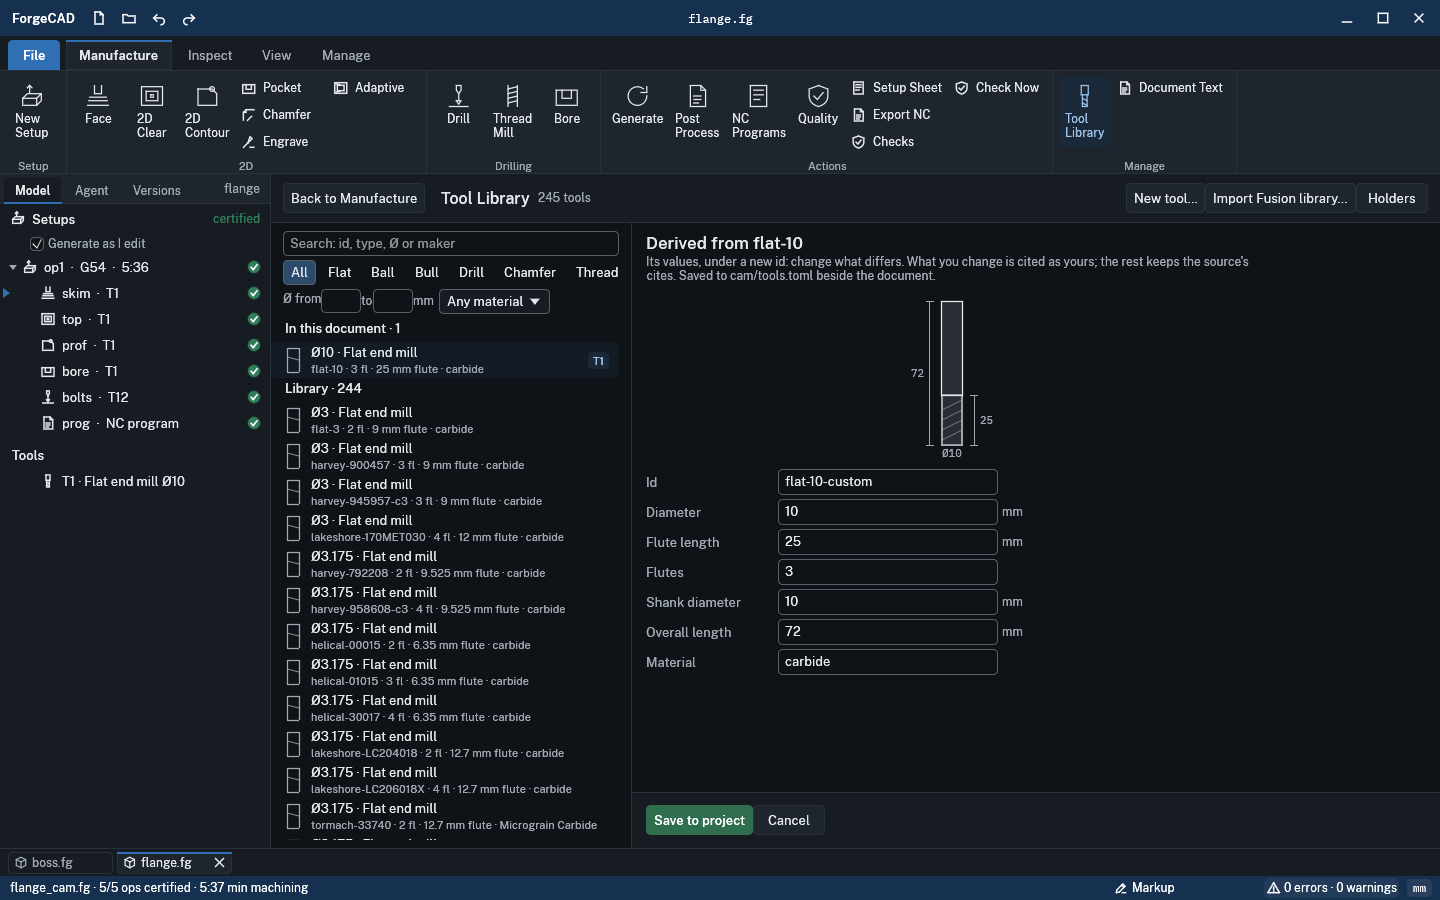 ForgeCAD
flange.fg
File
Manufacture
Inspect
View
Manage
New Setup
Face
2D Clear
2D Contour
Pocket
Chamfer
Engrave
Adaptive
Drill
Thread Mill
Bore
Generate
Post Process
NC Programs
Quality
Setup Sheet
Export NC
Checks
Check Now
Tool Library
Document Text
Setup
2D
Drilling
Actions
Manage
Model
Agent
Versions
flange
Setups
certified
Generate as I edit
op1 · G54 · 5:36
skim · T1
top · T1
prof · T1
bore · T1
bolts · T12
prog · NC program
Tools
T1 · Flat end mill Ø10
Back to Manufacture
Tool Library
245 tools
New tool...
Import Fusion library...
Holders
Search: id, type, Ø or maker
All
Flat
Ball
Bull
Drill
Chamfer
Thread
Ø from
to
mm
Any material
In this document · 1
Ø10 · Flat end mill
flat-10 · 3 fl · 25 mm flute · carbide
T1
Library · 244
Ø3 · Flat end mill
flat-3 · 2 fl · 9 mm flute · carbide
Ø3 · Flat end mill
harvey-900457 · 3 fl · 9 mm flute · carbide
Ø3 · Flat end mill
harvey-945957-c3 · 3 fl · 9 mm flute · carbide
Ø3 · Flat end mill
lakeshore-170MET030 · 4 fl · 12 mm flute · carbide
Ø3.175 · Flat end mill
harvey-792208 · 2 fl · 9.525 mm flute · carbide
Ø3.175 · Flat end mill
harvey-958608-c3 · 4 fl · 9.525 mm flute · carbide
Ø3.175 · Flat end mill
helical-00015 · 2 fl · 6.35 mm flute · carbide
Ø3.175 · Flat end mill
helical-01015 · 3 fl · 6.35 mm flute · carbide
Ø3.175 · Flat end mill
helical-30017 · 4 fl · 6.35 mm flute · carbide
Ø3.175 · Flat end mill
lakeshore-LC204018 · 2 fl · 12.7 mm flute · carbide
Ø3.175 · Flat end mill
lakeshore-LC206018X · 4 fl · 12.7 mm flute · carbide
Ø3.175 · Flat end mill
tormach-33740 · 2 fl · 12.7 mm flute · Micrograin Carbide
Derived from flat-10
Its values, under a new id: change what differs. What you change is cited as yours; the rest keeps the source's
cites. Saved to cam/tools.toml beside the document.
72
25
Ø10
Id
flat-10-custom
Diameter
10
mm
Flute length
25
mm
Flutes
3
Shank diameter
10
mm
Overall length
72
mm
Material
carbide
Save to project
Cancel
boss.fg
flange.fg
flange_cam.fg · 5/5 ops certified · 5:37 min machining
Markup
0 errors · 0 warnings
mm